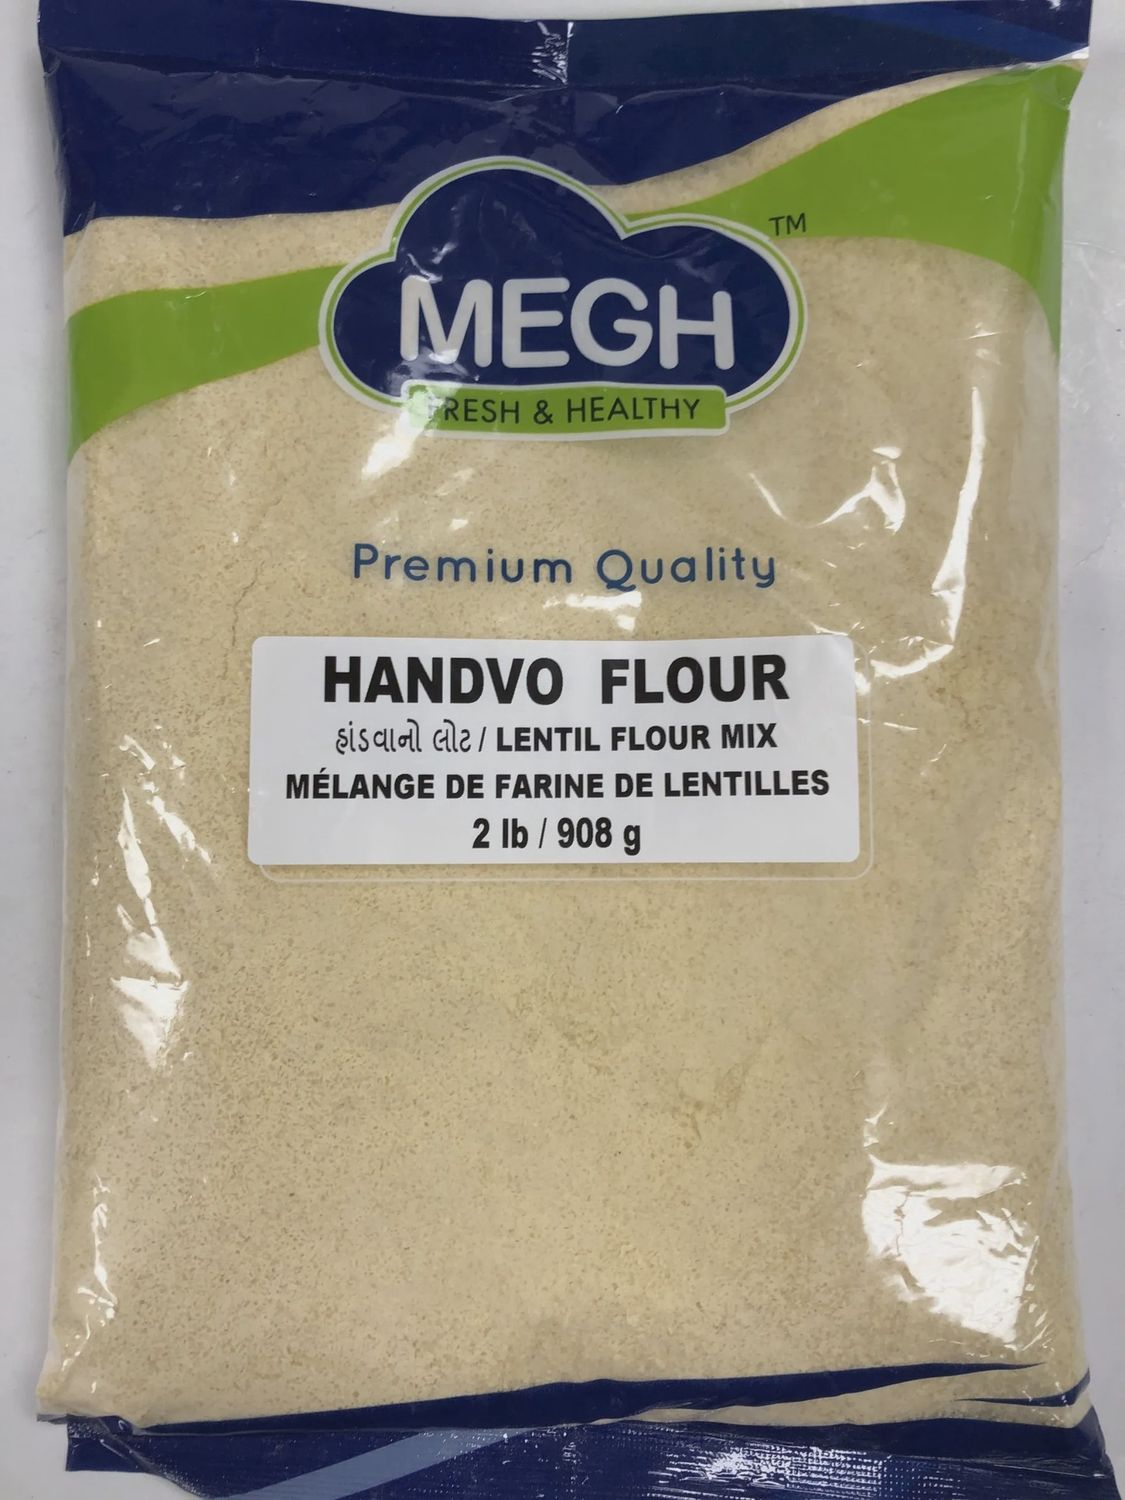 MEGH
TM
FRESH & HEALTHY
Premium Quality
HANDVO FLOUR
હાંડવાનો લોટ / LENTIL FLOUR MIX
MÉLANGE DE FARINE DE LENTILLES
2 lb / 908 g